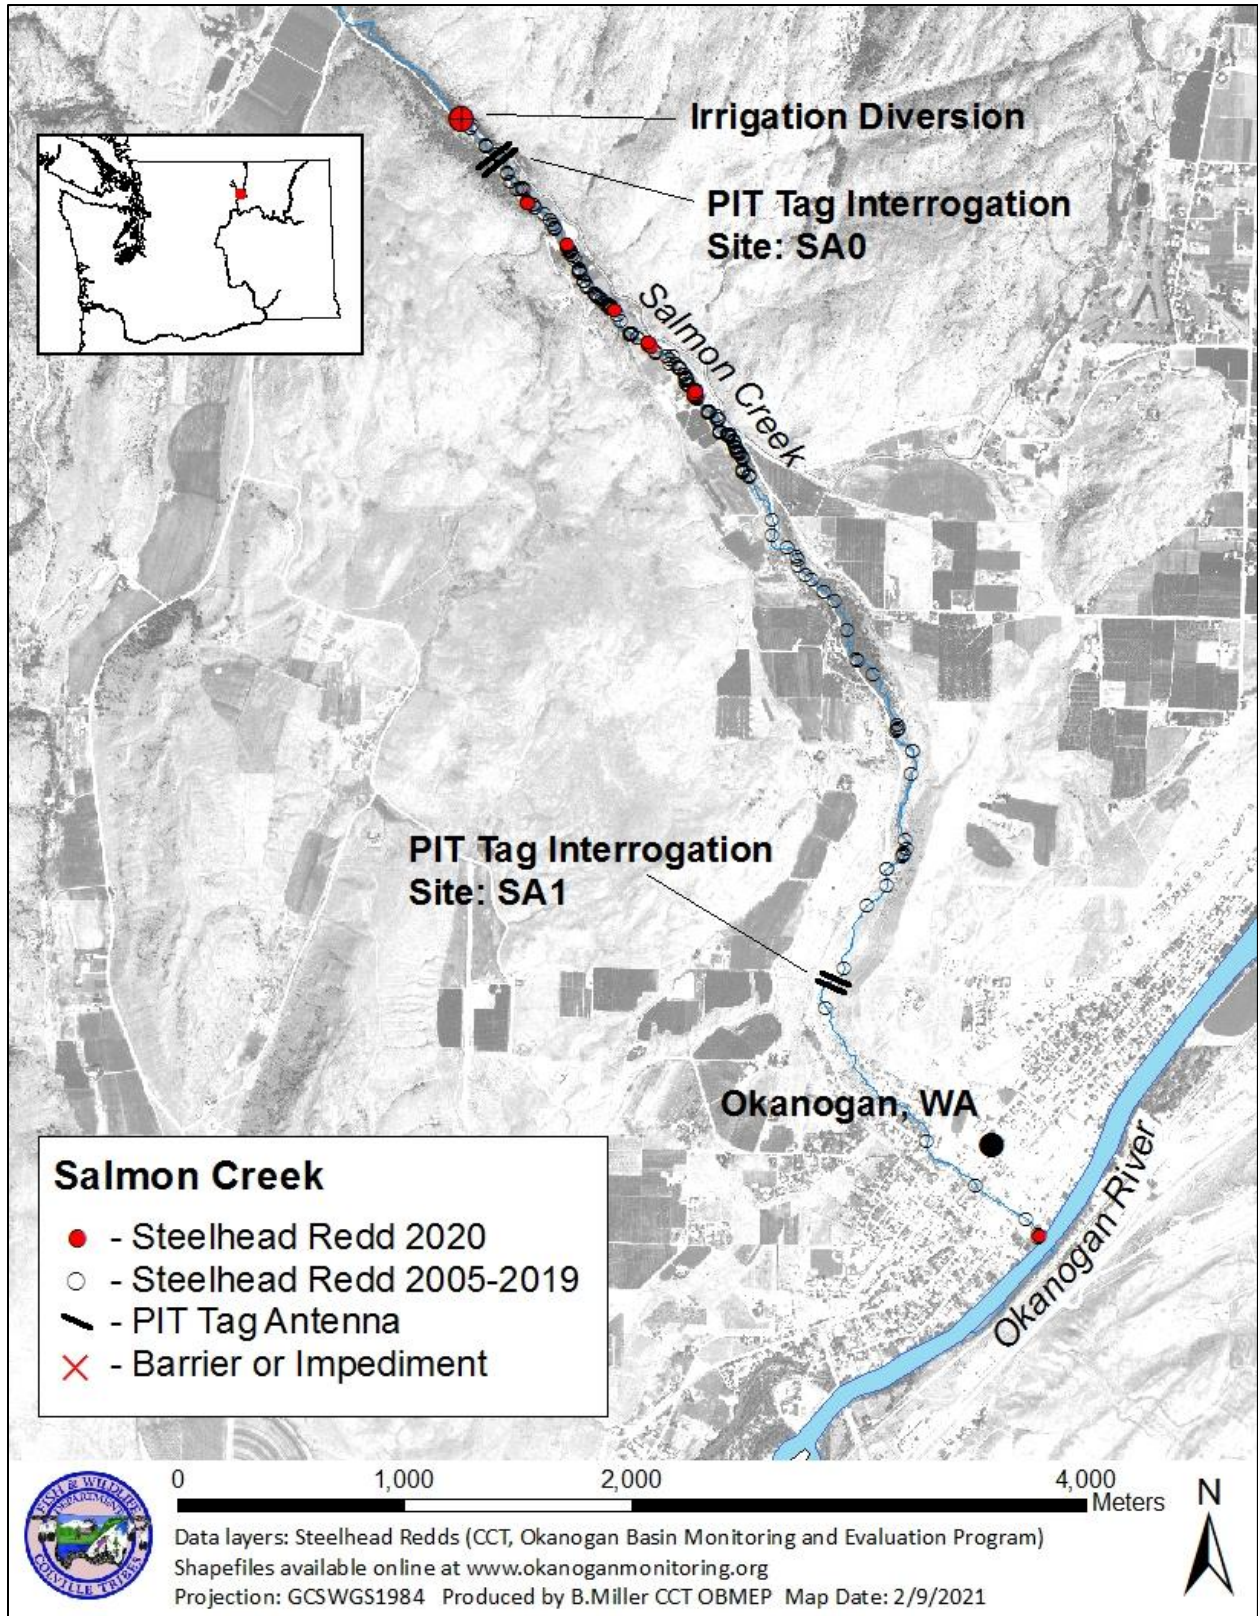 Irrigation Diversion
PIT Tag Interrogation
Site: SA0
Salmon Creek
PIT Tag Interrogation
Site: SA1
Okanogan, WA
Okanogan River
Salmon Creek
- Steelhead Redd 2020
- Steelhead Redd 2005-2019
- PIT Tag Antenna
- Barrier or Impediment
FISH & WILDLIFE
DEPARTMENT
COLVILLE TRIBES
0 1,000 2,000 4,000
Meters
N
Data layers: Steelhead Redds (CCT, Okanogan Basin Monitoring and Evaluation Program)
Shapefiles available online at www.okanoganmonitoring.org
Projection: GCSWGS1984 Produced by B.Miller CCT OBMEP Map Date: 2/9/2021